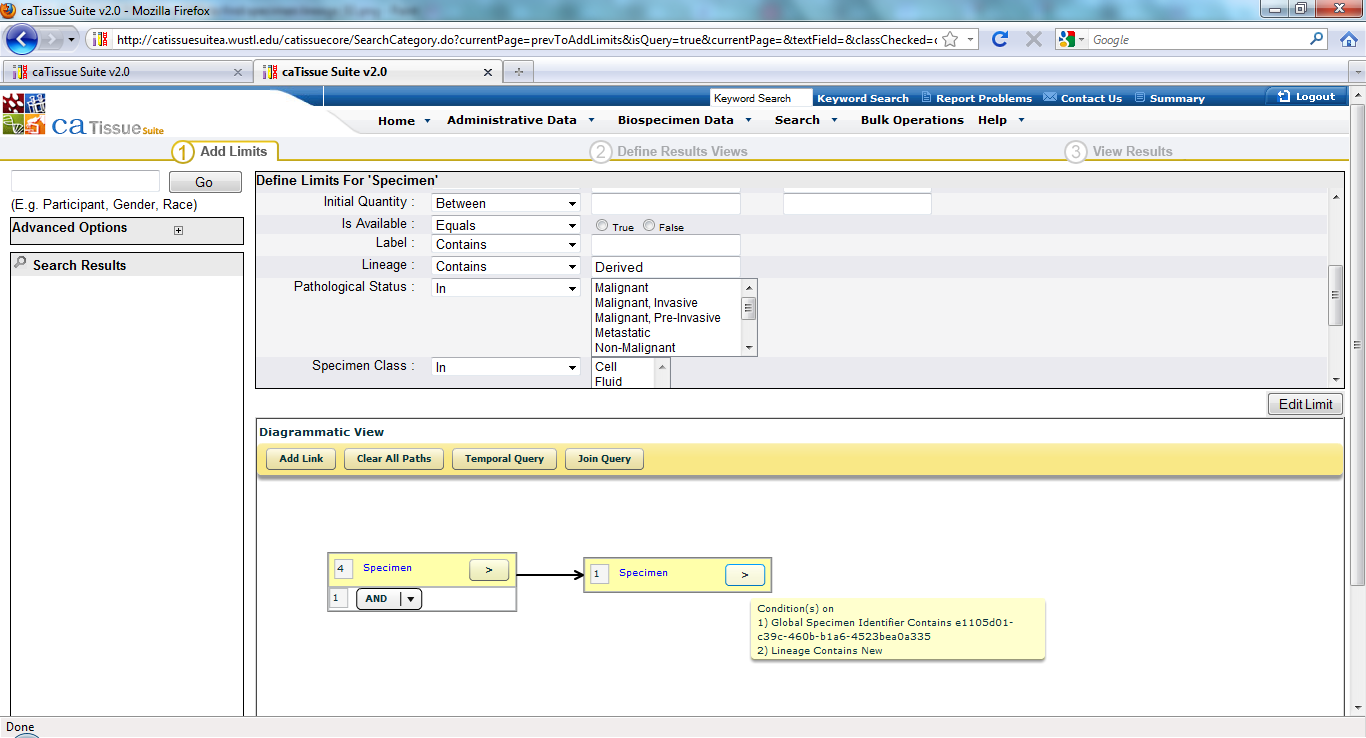 caTissue Suite v2.0 - Mozilla Firefox
http://catissuesuitea.wustl.edu/catissuecore/SearchCategory.do?currentPage=prevToAddLimits&isQuery=true&currentPage=&textField=&classChecked=c
Google
caTissue Suite v2.0
caTissue Suite v2.0
Keyword Search Keyword Search Report Problems Contact Us Summary Logout
ca Tissue Suite
Home Administrative Data Biospecimen Data Search Bulk Operations Help
1 Add Limits 2 Define Results Views 3 View Results
Go
(E.g. Participant, Gender, Race)
Advanced Options
Search Results
Define Limits For 'Specimen'
Initial Quantity : Between
Is Available : Equals True False
Label : Contains
Lineage : Contains Derived
Pathological Status : In Malignant
Malignant, Invasive
Malignant, Pre-Invasive
Metastatic
Non-Malignant
Specimen Class : In Cell
Fluid
Edit Limit
Diagrammatic View
Add Link Clear All Paths Temporal Query Join Query
4 Specimen >
1 AND
1 Specimen >
Condition(s) on
1) Global Specimen Identifier Contains e1105d01-
c39c-460b-b1a6-4523bea0a335
2) Lineage Contains New
Done